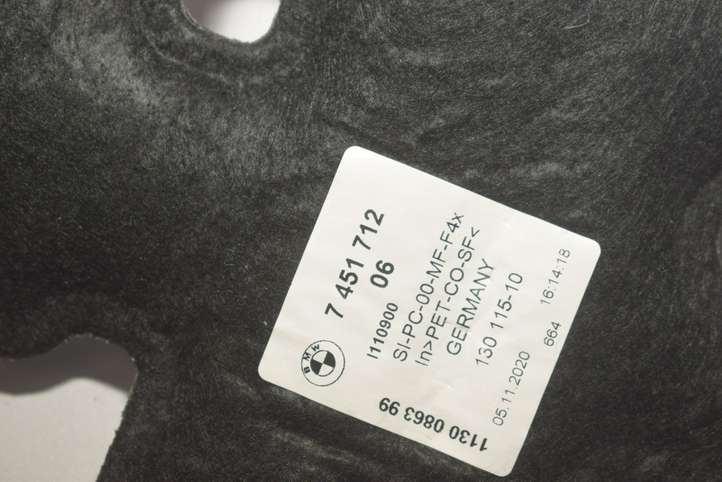 BMW
7 451 712
06
I110900
SI-PC-00-MF-F4x
In>PET-CO-SF<
GERMANY
130 115-10
05.11.2020 664 16:14:18
1130 0863 99